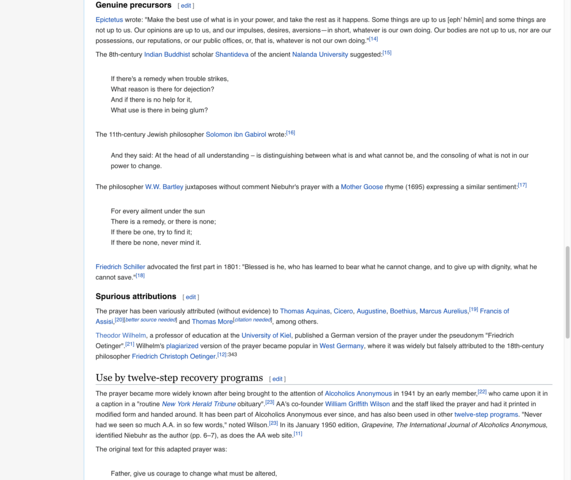 Genuine precursors [ edit ]
Epictetus wrote: "Make the best use of what is in your power, and take the rest as it happens. Some things are up to us [eph' hêmin] and some things are
not up to us. Our opinions are up to us, and our impulses, desires, aversions—in short, whatever is our own doing. Our bodies are not up to us, nor are our
possessions, our reputations, or our public offices, or, that is, whatever is not our own doing."[14]
The 8th-century Indian Buddhist scholar Shantideva of the ancient Nalanda University suggested:[15]
If there's a remedy when trouble strikes,
What reason is there for dejection?
And if there is no help for it,
What use is there in being glum?
The 11th-century Jewish philosopher Solomon ibn Gabirol wrote:[16]
And they said: At the head of all understanding – is distinguishing between what is and what cannot be, and the consoling of what is not in our
power to change.
The philosopher W.W. Bartley juxtaposes without comment Niebuhr's prayer with a Mother Goose rhyme (1695) expressing a similar sentiment:[17]
For every ailment under the sun
There is a remedy, or there is none;
If there be one, try to find it;
If there be none, never mind it.
Friedrich Schiller advocated the first part in 1801: "Blessed is he, who has learned to bear what he cannot change, and to give up with dignity, what he
cannot save."[18]
Spurious attributions [ edit ]
The prayer has been variously attributed (without evidence) to Thomas Aquinas, Cicero, Augustine, Boethius, Marcus Aurelius,[19] Francis of
Assisi,[20][better source needed] and Thomas More[citation needed], among others.
Theodor Wilhelm, a professor of education at the University of Kiel, published a German version of the prayer under the pseudonym "Friedrich
Oetinger".[21] Wilhelm's plagiarized version of the prayer became popular in West Germany, where it was widely but falsely attributed to the 18th-century
philosopher Friedrich Christoph Oetinger.[12]:343
Use by twelve-step recovery programs [ edit ]
The prayer became more widely known after being brought to the attention of Alcoholics Anonymous in 1941 by an early member,[22] who came upon it in
a caption in a "routine New York Herald Tribune obituary".[23] AA's co-founder William Griffith Wilson and the staff liked the prayer and had it printed in
modified form and handed around. It has been part of Alcoholics Anonymous ever since, and has also been used in other twelve-step programs. "Never
had we seen so much A.A. in so few words," noted Wilson.[23] In its January 1950 edition, Grapevine, The International Journal of Alcoholics Anonymous,
identified Niebuhr as the author (pp. 6–7), as does the AA web site.[11]
The original text for this adapted prayer was:
Father, give us courage to change what must be altered,